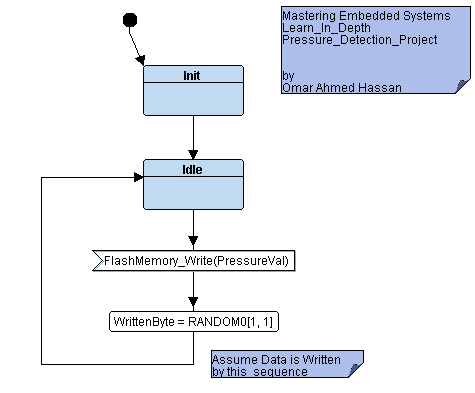 Mastering Embedded Systems
Learn_In_Depth
Pressure_Detection_Project
by
Omar Ahmed Hassan
Init
Idle
FlashMemory_Write(PressureVal)
WrittenByte = RANDOM0[1, 1]
Assume Data is Written
by this_sequence